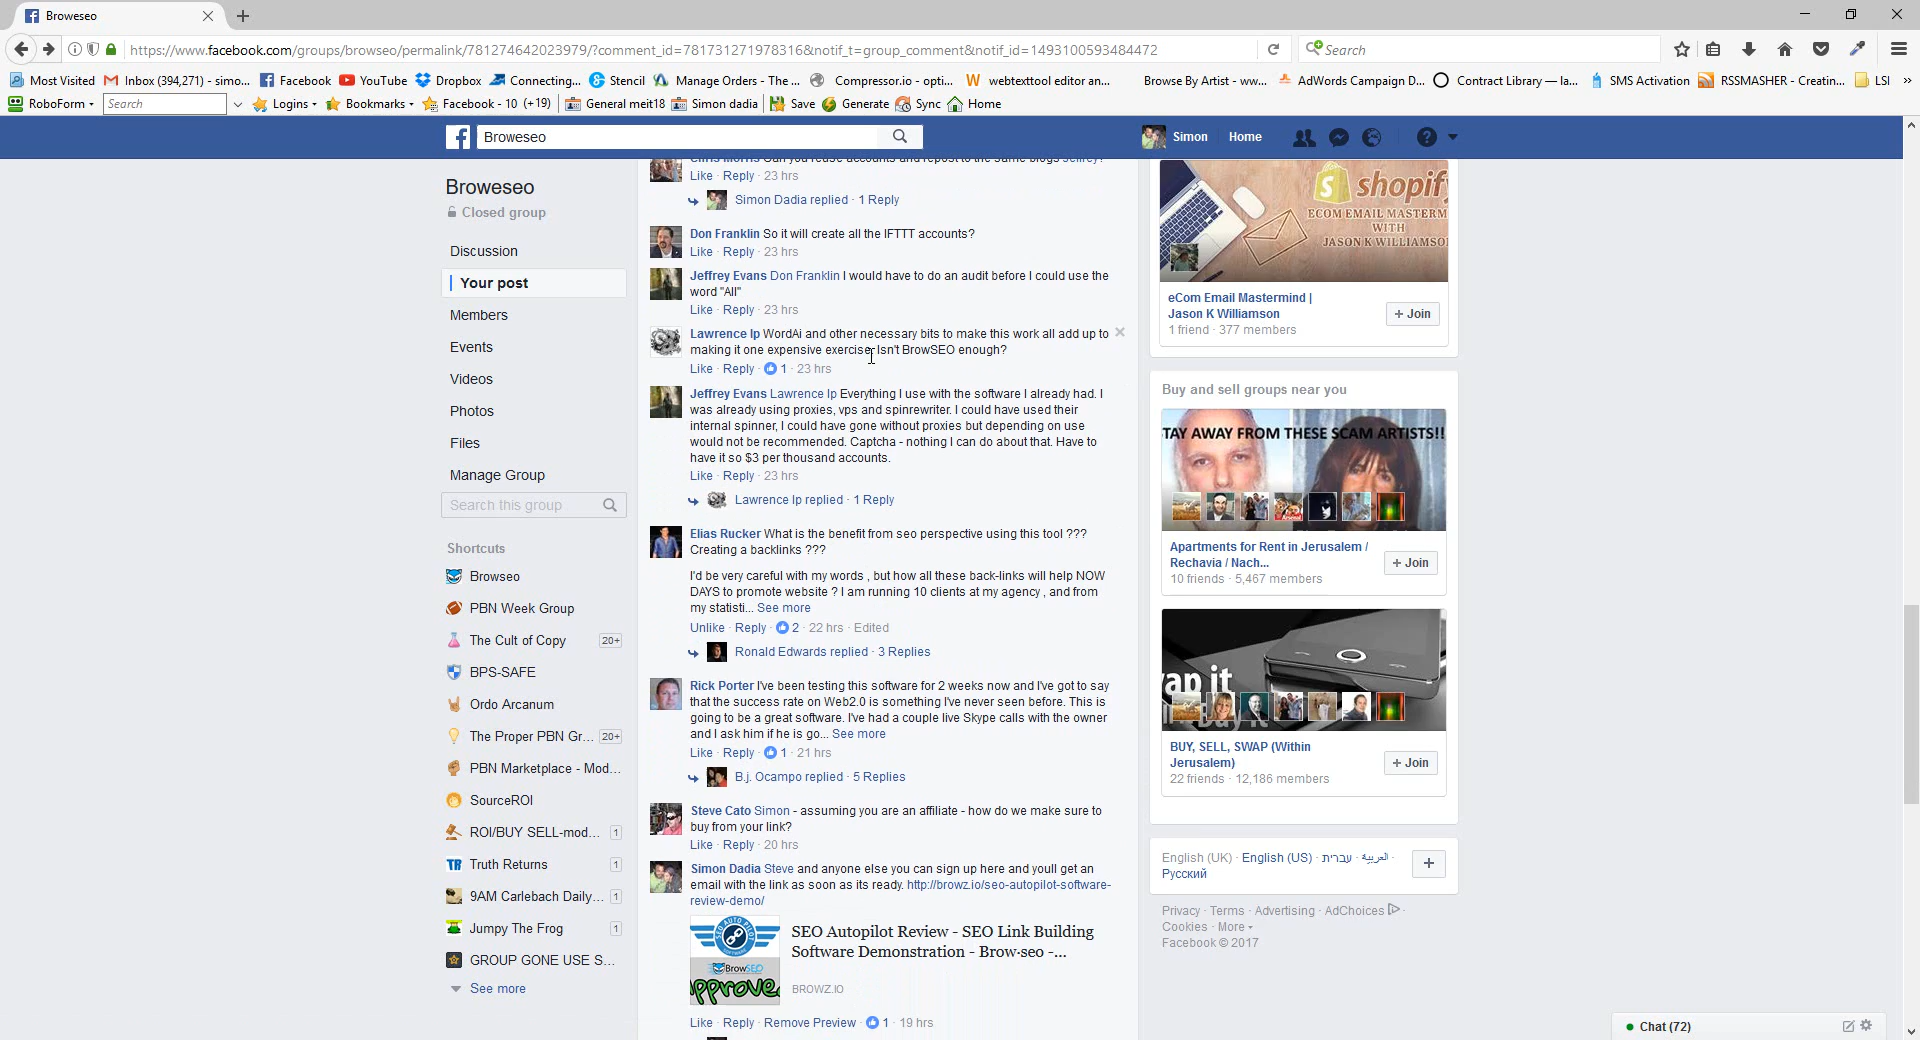 Broweseo
https://www.facebook.com/groups/browseo/permalink/781274642023979/?comment_id=781731271978316&notif_t=group_comment&notif_id=1493100593484472
Search
Most Visited
Inbox (394,271) - simo...
Facebook
YouTube
Dropbox
Connecting...
Stencil
Manage Orders - The ...
Compressor.io - opti...
webtexttool editor an...
Browse By Artist - ww...
AdWords Campaign D...
Contract Library — la...
SMS Activation
RSSMASHER - Creatin...
LSI
RoboForm
Search
Logins
Bookmarks
Facebook - 10 (+19)
General meit18
Simon dadia
Save
Generate
Sync
Home
Broweseo
Simon
Home
Broweseo
Closed group
Discussion
Your post
Members
Events
Videos
Photos
Files
Manage Group
Search this group
Shortcuts
Browseo
PBN Week Group
The Cult of Copy 20+
BPS-SAFE
Ordo Arcanum
The Proper PBN Gr... 20+
PBN Marketplace - Mod...
SourceROI
ROI/BUY SELL-mod... 1
Truth Returns 1
9AM Carlebach Daily... 1
Jumpy The Frog 1
GROUP GONE USE S...
See more
Chris Morris Can you reuse accounts and repost to the same blogs Jeffrey?
Like · Reply · 23 hrs
Simon Dadia replied · 1 Reply
Don Franklin So it will create all the IFTTT accounts?
Like · Reply · 23 hrs
Jeffrey Evans Don Franklin I would have to do an audit before I could use the
word "All"
Like · Reply · 23 hrs
Lawrence Ip WordAi and other necessary bits to make this work all add up to
making it one expensive exercise. Isn't BrowSEO enough?
Like · Reply · 1 · 23 hrs
Jeffrey Evans Lawrence Ip Everything I use with the software I already had. I
was already using proxies, vps and spinrewriter. I could have used their
internal spinner, I could have gone without proxies but depending on use
would not be recommended. Captcha - nothing I can do about that. Have to
have it so $3 per thousand accounts.
Like · Reply · 23 hrs
Lawrence Ip replied · 1 Reply
Elias Rucker What is the benefit from seo perspective using this tool ???
Creating a backlinks ???
I'd be very careful with my words , but how all these back-links will help NOW
DAYS to promote website ? I am running 10 clients at my agency , and from
my statisti... See more
Unlike · Reply · 2 · 22 hrs · Edited
Ronald Edwards replied · 3 Replies
Rick Porter I've been testing this software for 2 weeks now and I've got to say
that the success rate on Web2.0 is something I've never seen before. This is
going to be a great software. I've had a couple live Skype calls with the owner
and I ask him if he is go... See more
Like · Reply · 1 · 21 hrs
B.j. Ocampo replied · 5 Replies
Steve Cato Simon - assuming you are an affiliate - how do we make sure to
buy from your link?
Like · Reply · 20 hrs
Simon Dadia Steve and anyone else you can sign up here and youll get an
email with the link as soon as its ready. http://browz.io/seo-autopilot-software-
review-demo/
SEO AUTO PILOT
BrowSEO
Approved
SEO Autopilot Review - SEO Link Building
Software Demonstration - Brow·seo -...
BROWZ.IO
Like · Reply · Remove Preview · 1 · 19 hrs
shopify
ECOM EMAIL MASTERM
WITH
JASON K WILLIAMSO
eCom Email Mastermind |
Jason K Williamson
1 friend · 377 members
+ Join
Buy and sell groups near you
TAY AWAY FROM THESE SCAM ARTISTS!!
Apartments for Rent in Jerusalem /
Rechavia / Nach...
10 friends · 5,467 members
+ Join
ap it
BUY, SELL, SWAP (Within
Jerusalem)
22 friends · 12,186 members
+ Join
English (UK) · English (US) · עברית · العربية ·
Русский
+
Privacy · Terms · Advertising · AdChoices ·
Cookies · More
Facebook © 2017
Chat (72)